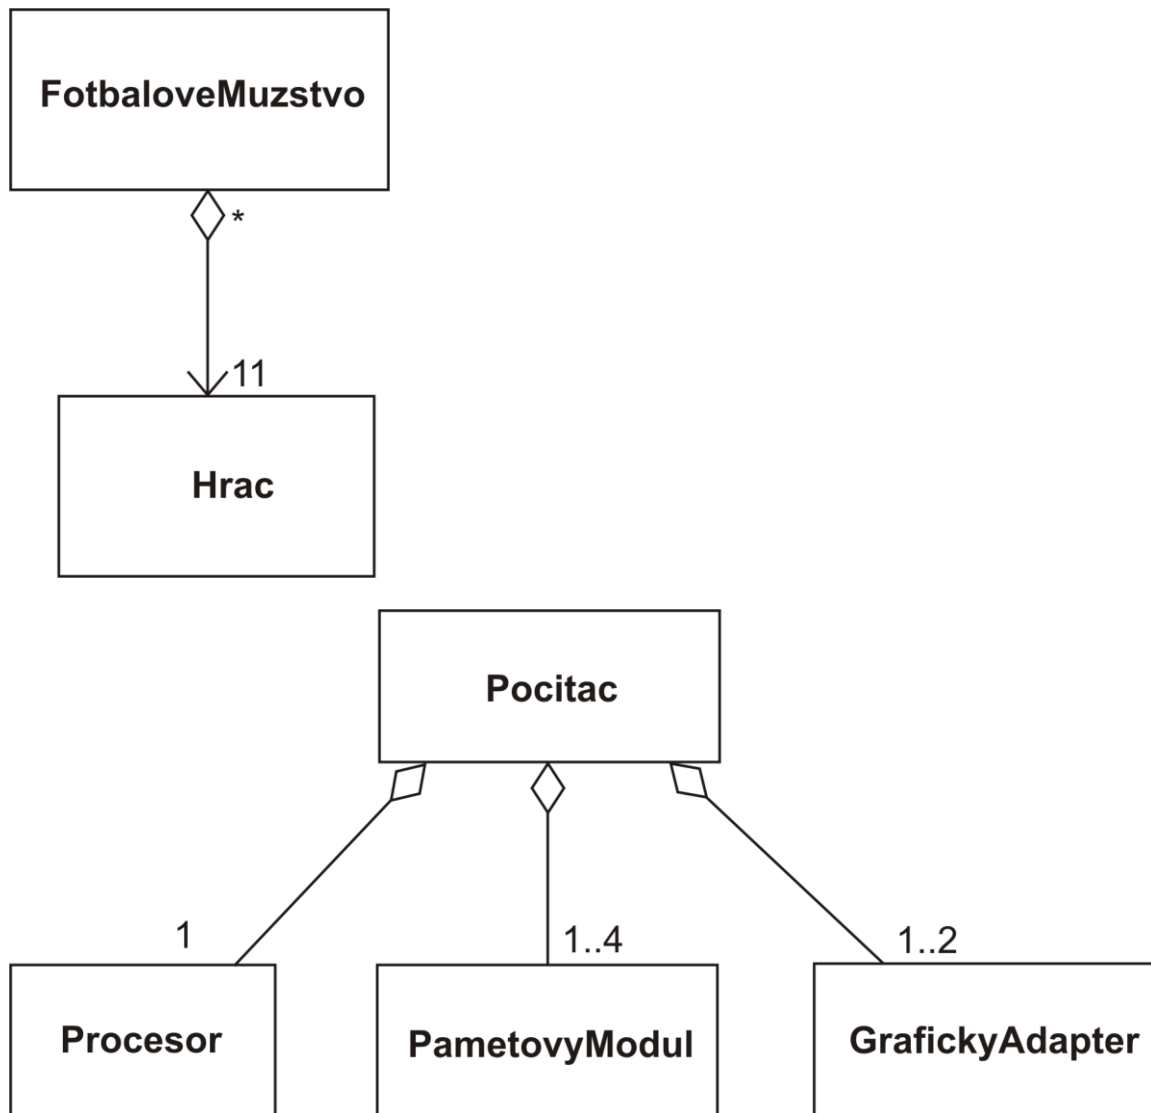 FotbaloveMuzstvo
*
11
Hrac
Pocitac
1
1..4
1..2
Procesor
PametovyModul
GrafickyAdapter